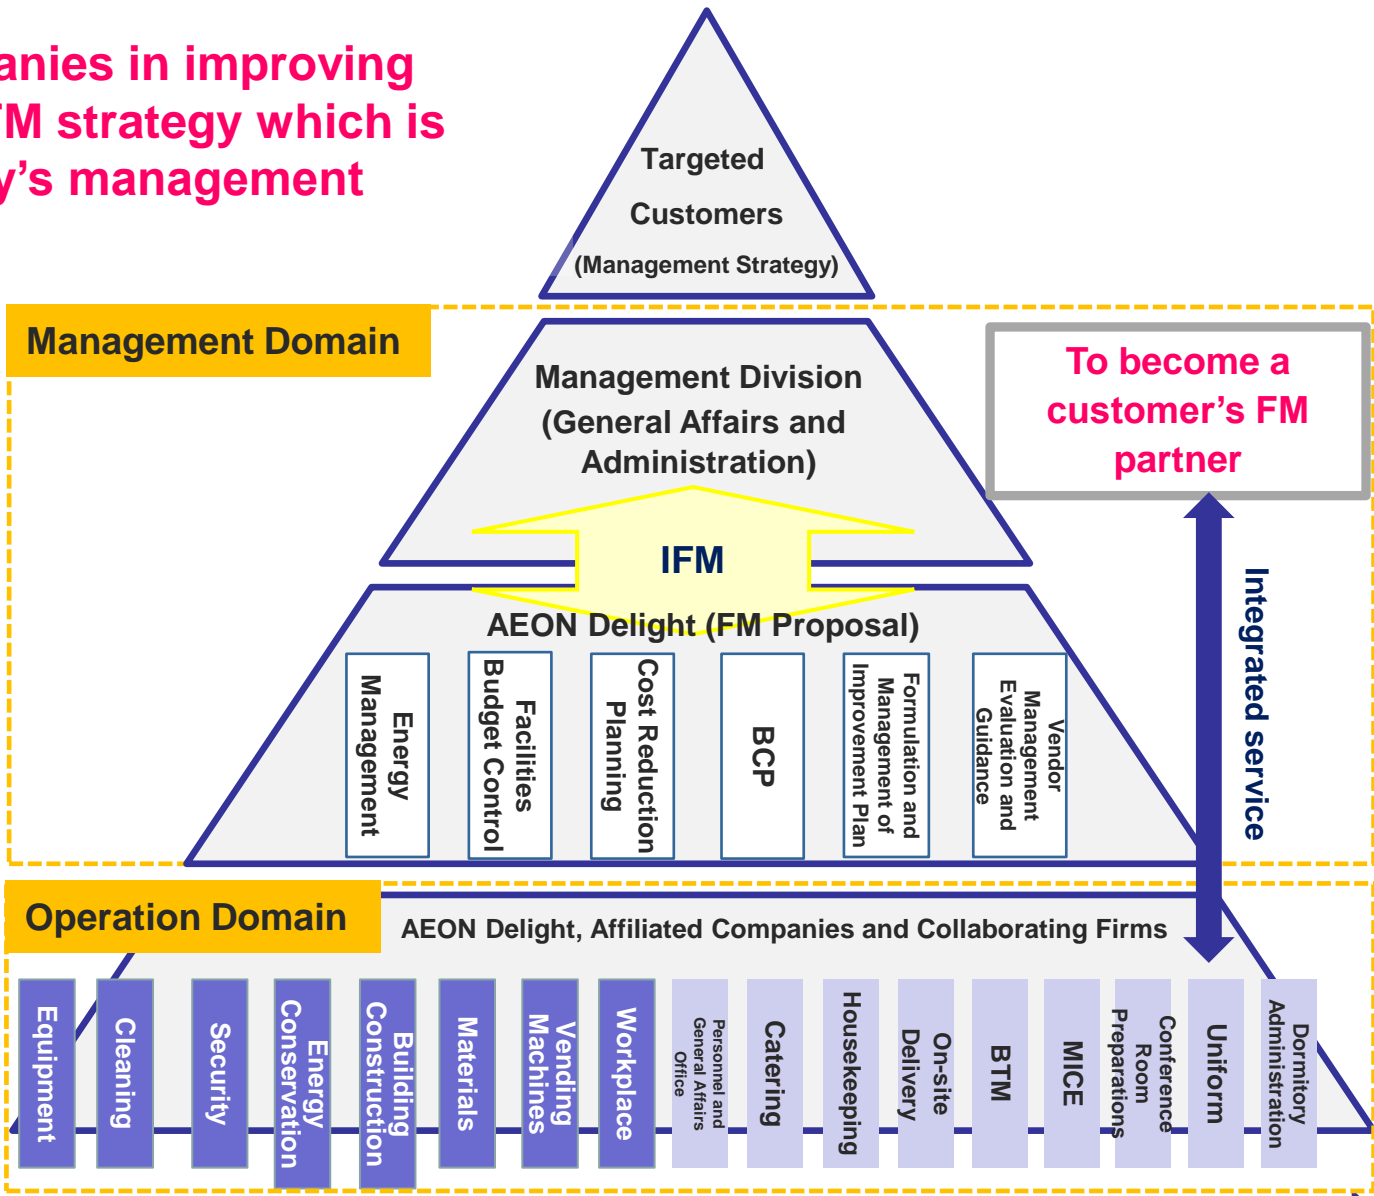 anies in improving
FM strategy which is
y's management
Targeted
Customers
(Management Strategy)
Management Domain
Management Division
(General Affairs and
Administration)
To become a
customer's FM
partner
IFM
AEON Delight (FM Proposal)
Energy
Management
Facilities
Budget Control
Cost Reduction
Planning
BCP
Formulation and
Management of
Improvement Plan
Vendor
Management
Evaluation and
Guidance
Integrated service
Operation Domain
AEON Delight, Affiliated Companies and Collaborating Firms
Equipment
Cleaning
Security
Energy
Conservation
Building
Construction
Materials
Vending
Machines
Workplace
Personnel and
General Affairs
Office
Catering
Housekeeping
On-site
Delivery
BTM
MICE
Conference
Room
Preparations
Uniform
Dormitory
Administration